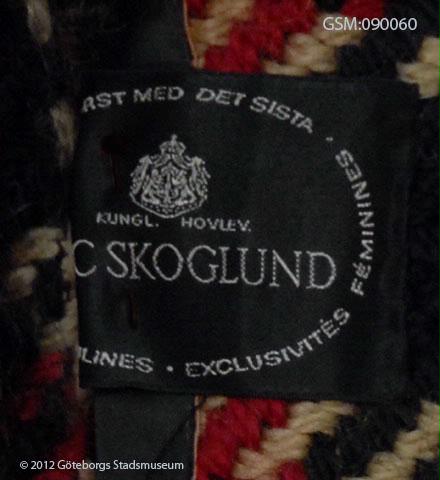 GSM:090060
RST MED DET SISTA · EXCLUSIVITÉS FÉMININES ·
KUNGL. HOVLEV.
C SKOGLUND
LINES ·
© 2012 Göteborgs Stadsmuseum